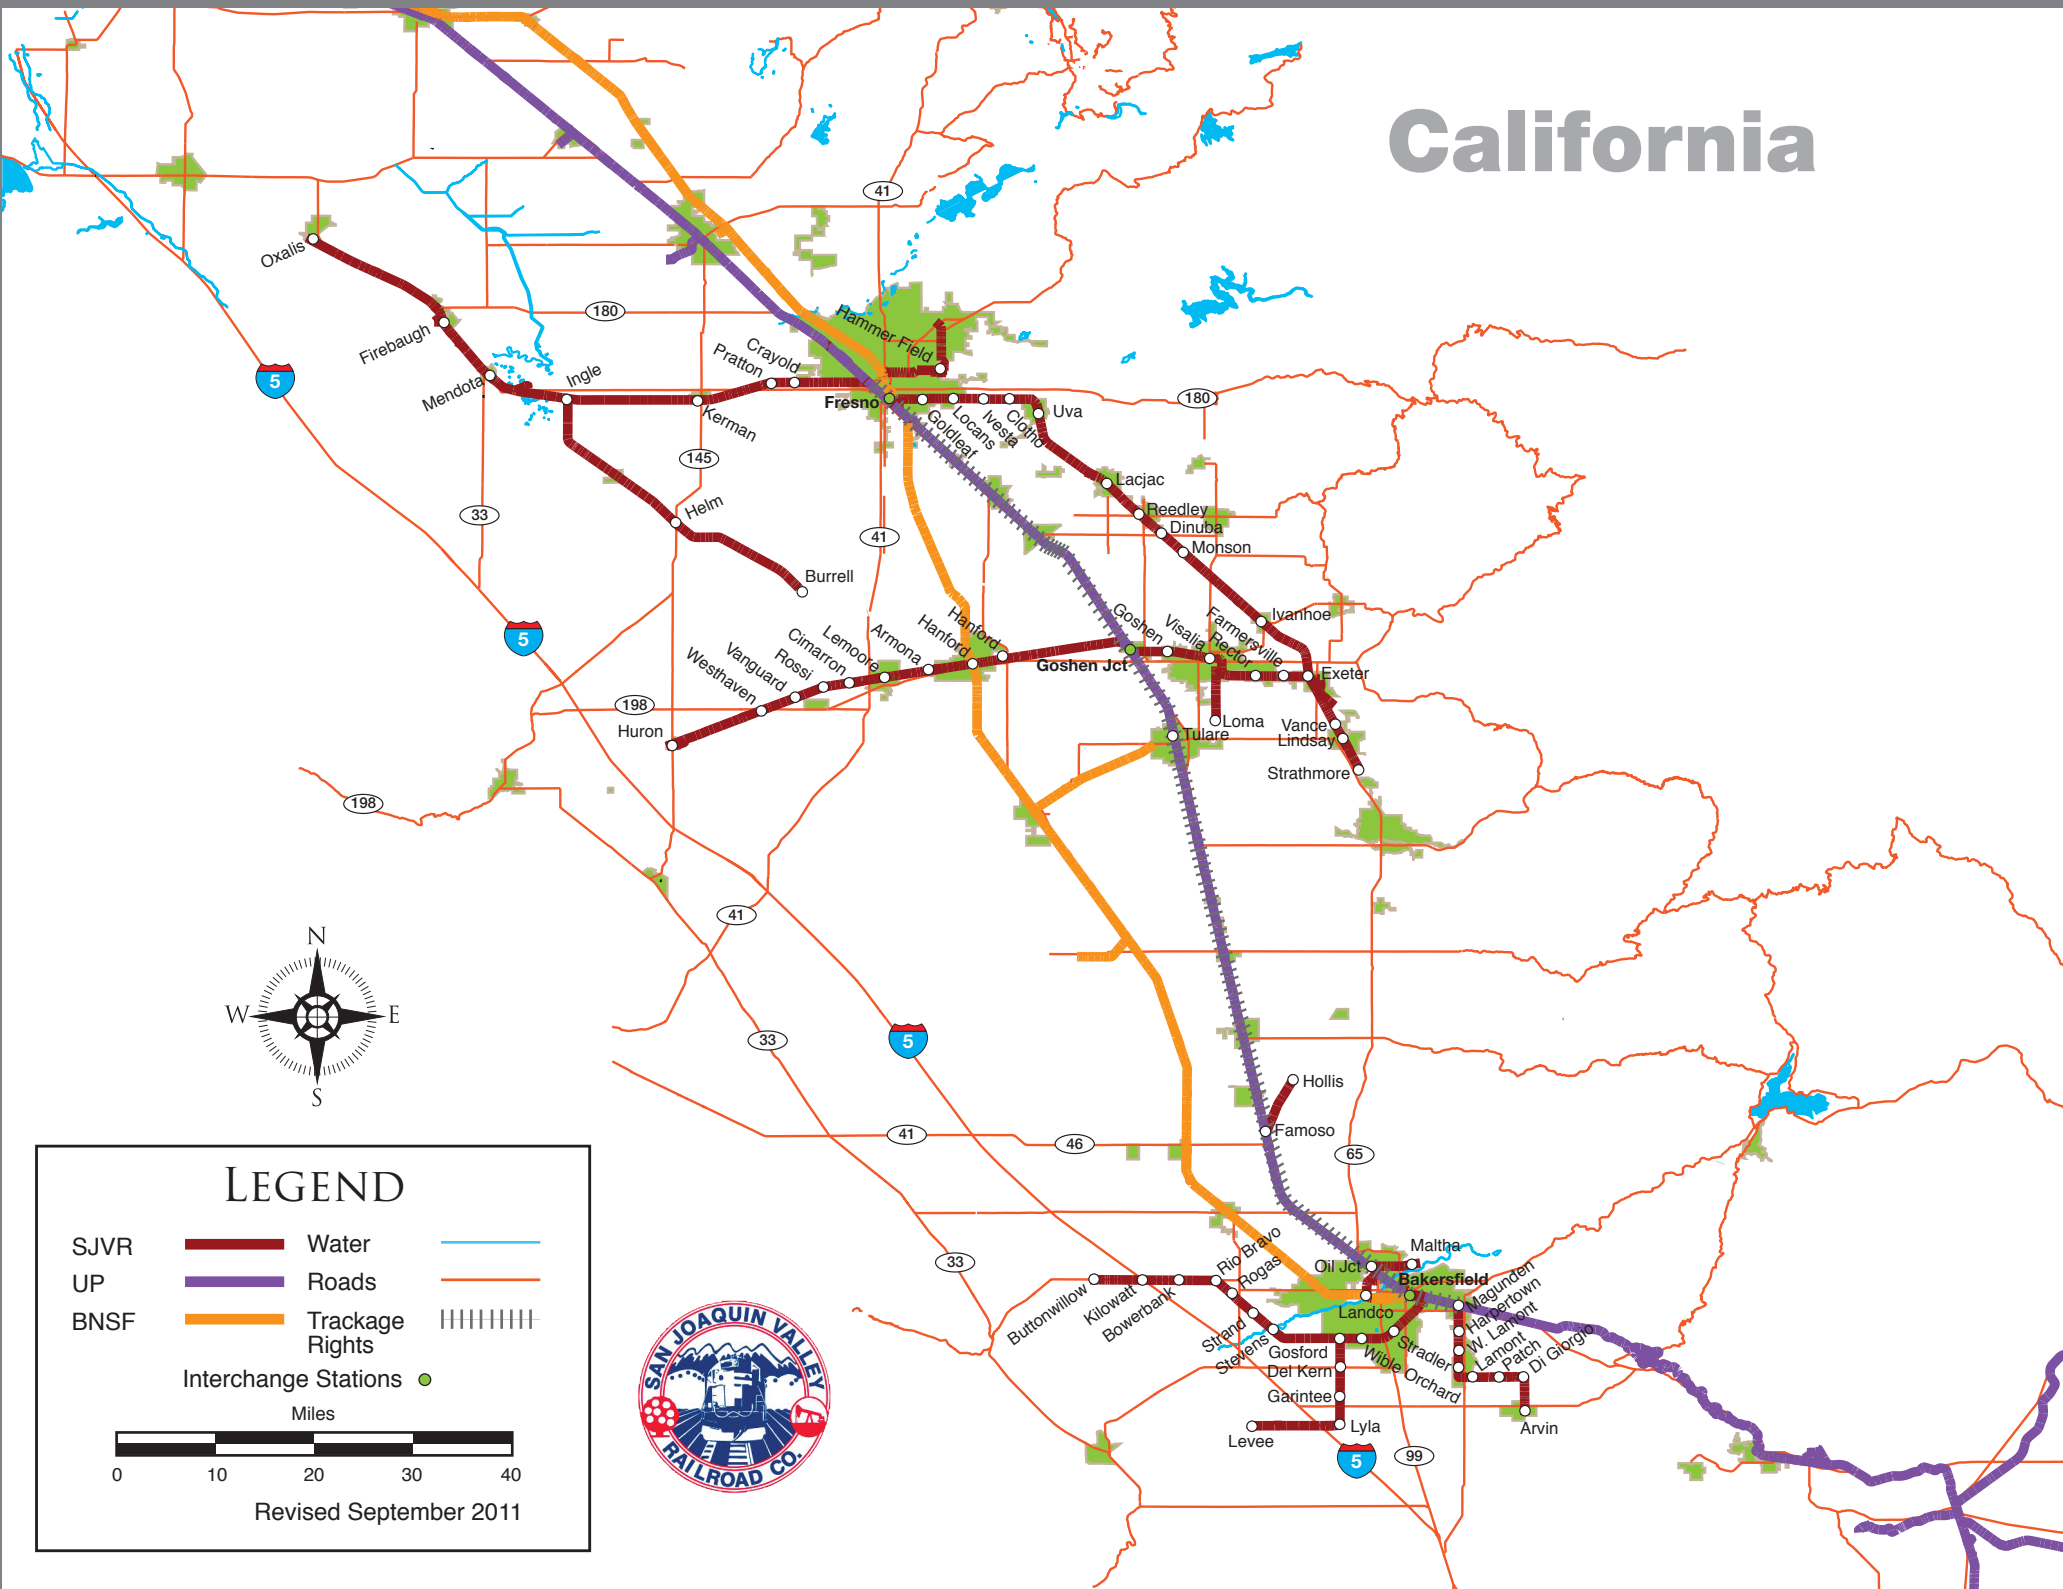 California
41
Oxalis
180
Hammer Field
Firebaugh
5
Crayold
Pratton
Ingle
Mendota
Kerman
Fresno
Goldleaf
Locans
Ivesta
Clotho
Uva
180
145
Lacjac
33
Helm
Reedley
Dinuba
41
Monson
Burrell
5
Goshen
Visalia
Farmersville
Rector
Ivanhoe
Hanford
Hanford
Armona
Lemoore
Cimarron
Rossi
Vanguard
Westhaven
Goshen Jct
Exeter
198
Huron
Loma
Tulare
Vance
Lindsay
Strathmore
198
41
N
W
E
S
33
5
Hollis
Famoso
41
46
65
LEGEND
SJVR
Water
UP
Roads
BNSF
Trackage
Rights
Interchange Stations
Miles
0 10 20 30 40
Revised September 2011
33
SAN JOAQUIN VALLEY
RAILROAD CO.
Maltha
Oil Jct
Bakersfield
Rio Bravo
Rogas
Buttonwillow
Kilowatt
Bowerbank
Landco
Magunden
Harpertown
W. Lamont
Lamont
Patch
Di Giorgio
Strand
Stevens
Gosford
Wible Orchard
Stradler
Del Kern
Garintee
Levee
Lyla
Arvin
5
99